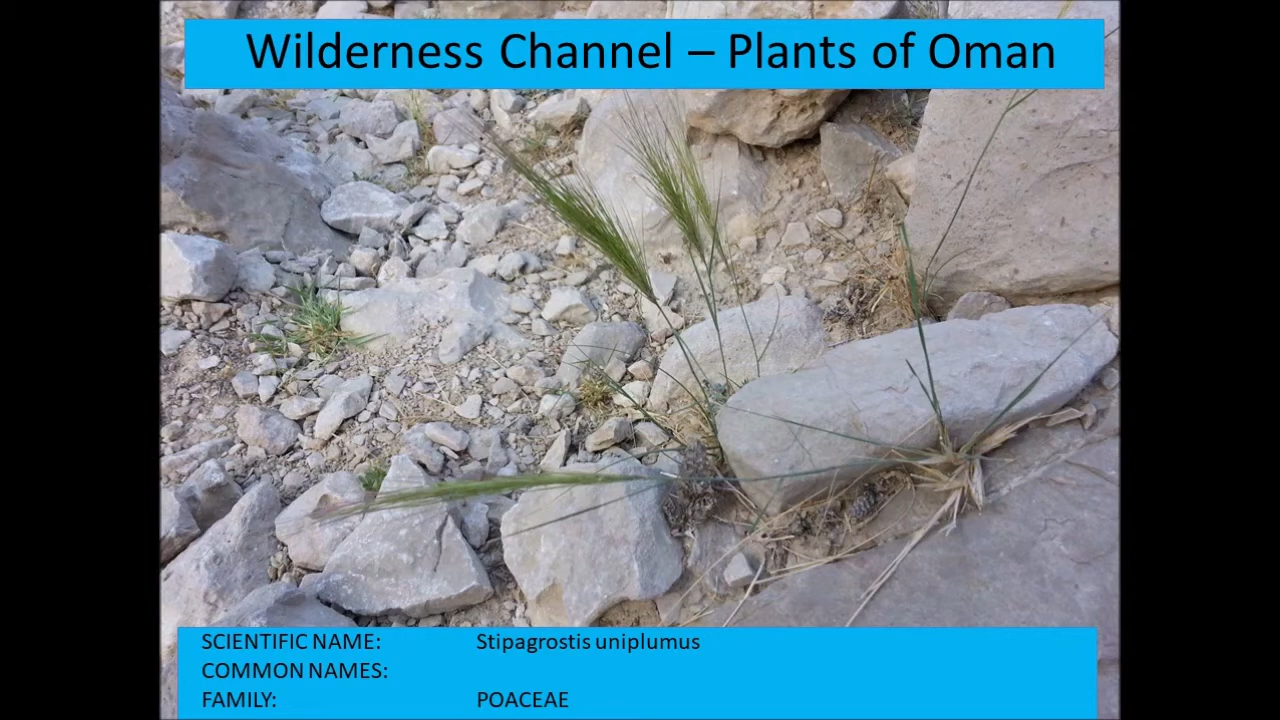 Wilderness Channel – Plants of Oman
SCIENTIFIC NAME: Stipagrostis uniplumus
COMMON NAMES:
FAMILY: POACEAE